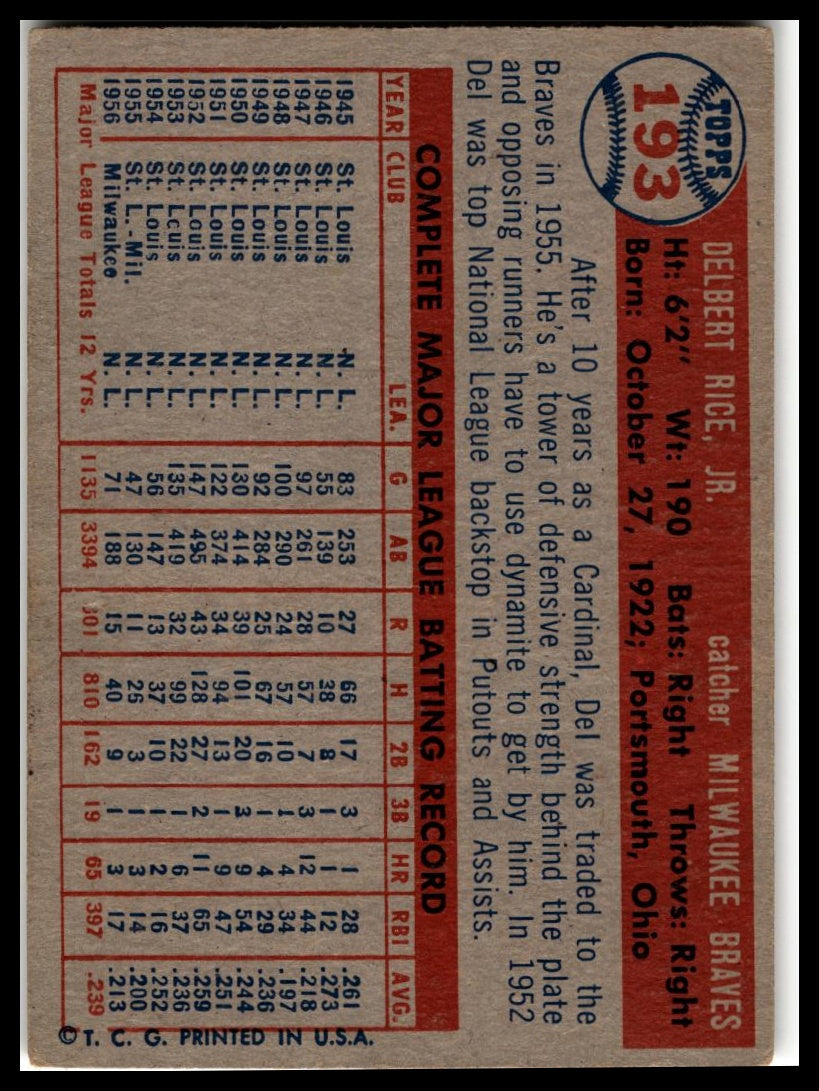 TOPPS
193
DELBERT RICE, JR. catcher MILWAUKEE BRAVES
Ht: 6'2" Wt: 190 Bats: Right Throws: Right
Born: October 27, 1922; Portsmouth, Ohio
After 10 years as a Cardinal, Del was traded to the
Braves in 1955. He's a tower of defensive strength behind the plate
and opposing runners have to use dynamite to get by him. In 1952
Del was top National League backstop in Putouts and Assists.
COMPLETE MAJOR LEAGUE BATTING RECORD
YEAR CLUB LEA. G AB R H 2B 3B HR RBI AVG.
1945 St. Louis N. L. 83 253 27 66 17 3 1 28 .261
1946 St. Louis N. L. 55 139 10 38 8 1 1 12 .273
1947 St. Louis N. L. 97 261 28 57 7 3 12 44 .218
1948 St. Louis N. L. 100 290 24 57 10 1 4 34 .197
1949 St. Louis N. L. 92 284 25 67 16 1 4 29 .236
1950 St. Louis N. L. 130 414 39 101 20 3 9 54 .244
1951 St. Louis N. L. 122 374 34 94 13 1 9 47 .251
1952 St. Louis N. L. 147 495 43 128 27 2 11 65 .259
1953 St. Louis N. L. 135 419 32 99 22 1 6 37 .236
1954 St. Louis N. L. 56 147 13 37 10 1 2 16 .252
1955 St. L.-Mil. N. L. 47 130 11 26 3 1 3 14 .200
1956 Milwaukee N. L. 71 188 15 40 9 1 3 17 .213
Major League Totals 12 Yrs. 1135 3394 301 810 162 19 65 397 .239
© T. C. G. PRINTED IN U.S.A.